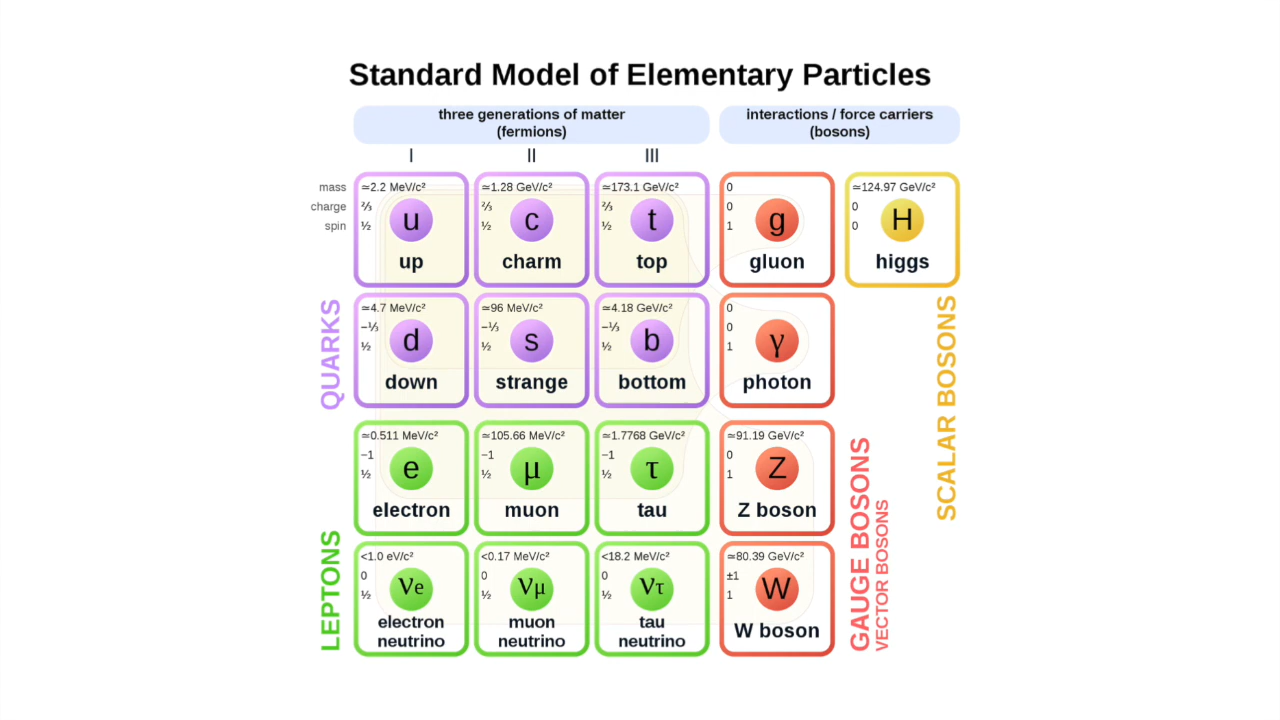 Standard Model of Elementary Particles
three generations of matter
(fermions)
interactions / force carriers
(bosons)
I
II
III
mass
charge
spin
≃2.2 MeV/c²
⅔
½
u
up
≃1.28 GeV/c²
⅔
½
c
charm
≃173.1 GeV/c²
⅔
½
t
top
0
0
1
g
gluon
≃124.97 GeV/c²
0
0
H
higgs
QUARKS
≃4.7 MeV/c²
−⅓
½
d
down
≃96 MeV/c²
−⅓
½
s
strange
≃4.18 GeV/c²
−⅓
½
b
bottom
0
0
1
γ
photon
SCALAR BOSONS
LEPTONS
≃0.511 MeV/c²
−1
½
e
electron
≃105.66 MeV/c²
−1
½
μ
muon
≃1.7768 GeV/c²
−1
½
τ
tau
≃91.19 GeV/c²
0
1
Z
Z boson
<1.0 eV/c²
0
½
νe
electron
neutrino
<0.17 MeV/c²
0
½
νμ
muon
neutrino
<18.2 MeV/c²
0
½
ντ
tau
neutrino
≃80.39 GeV/c²
±1
1
W
W boson
GAUGE BOSONS
VECTOR BOSONS